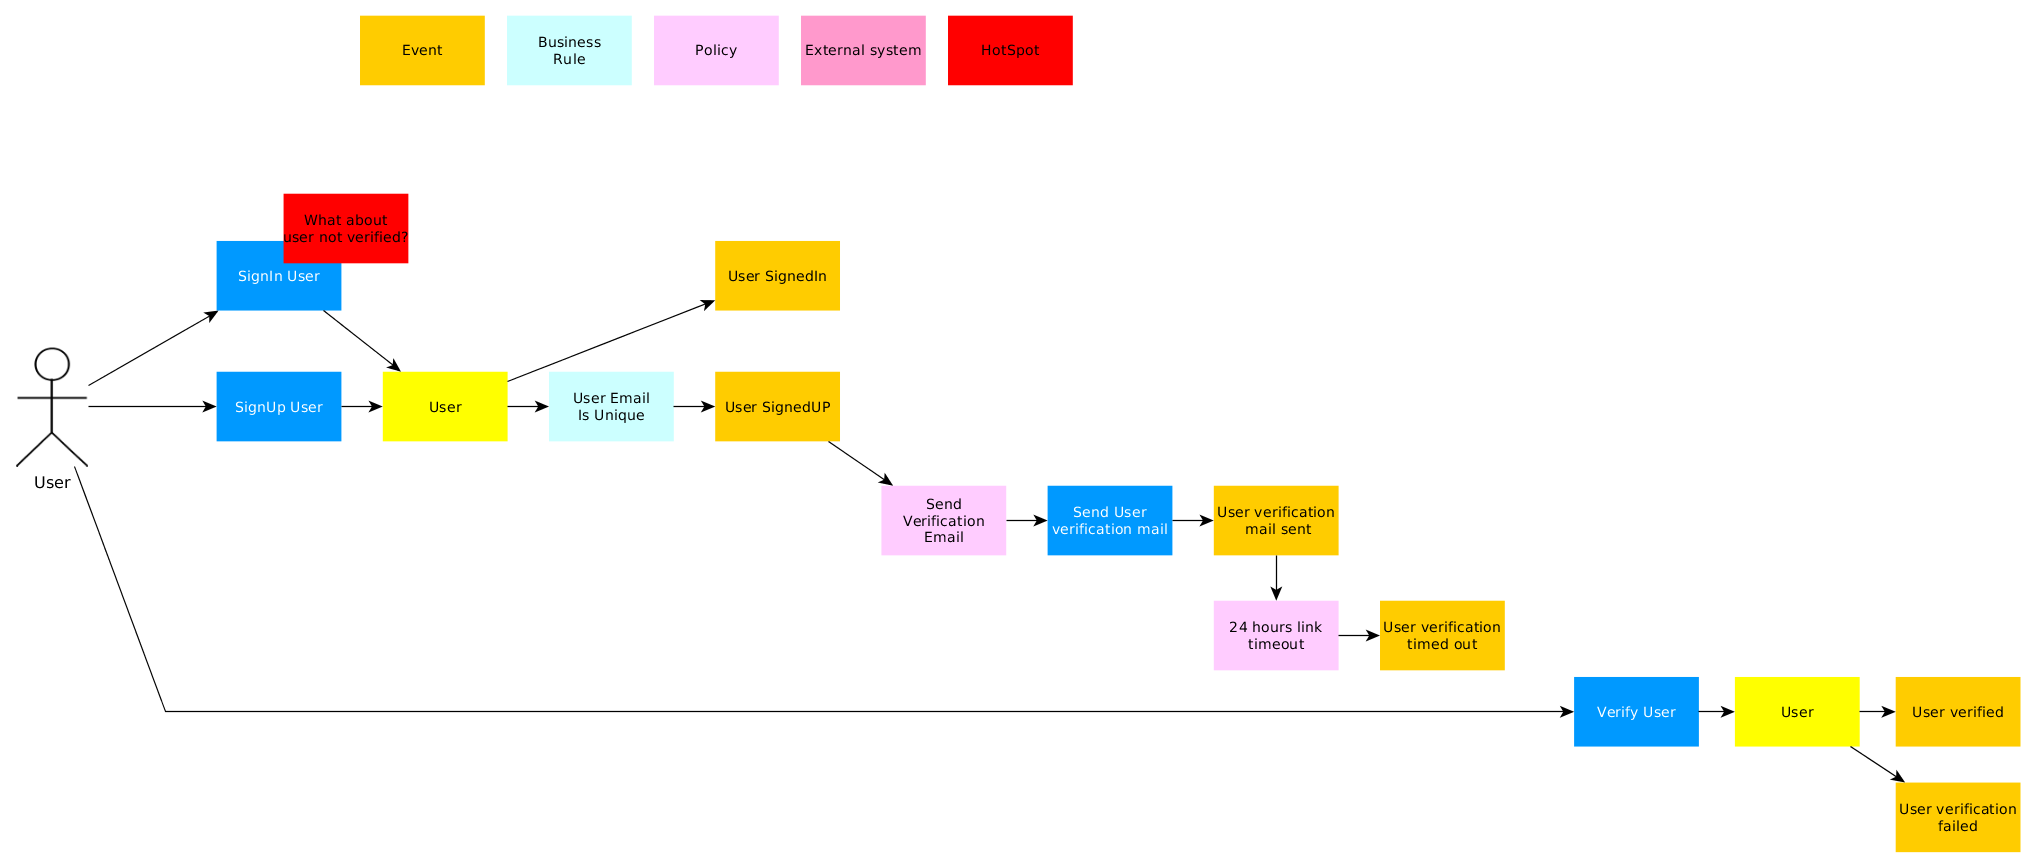 Event
Business
Rule
Policy
External system
HotSpot
What about
user not verified?
SignIn User
User SignedIn
SignUp User
User
User Email
Is Unique
User SignedUP
User
Send
Verification
Email
Send User
verification mail
User verification
mail sent
24 hours link
timeout
User verification
timed out
Verify User
User
User verified
User verification
failed